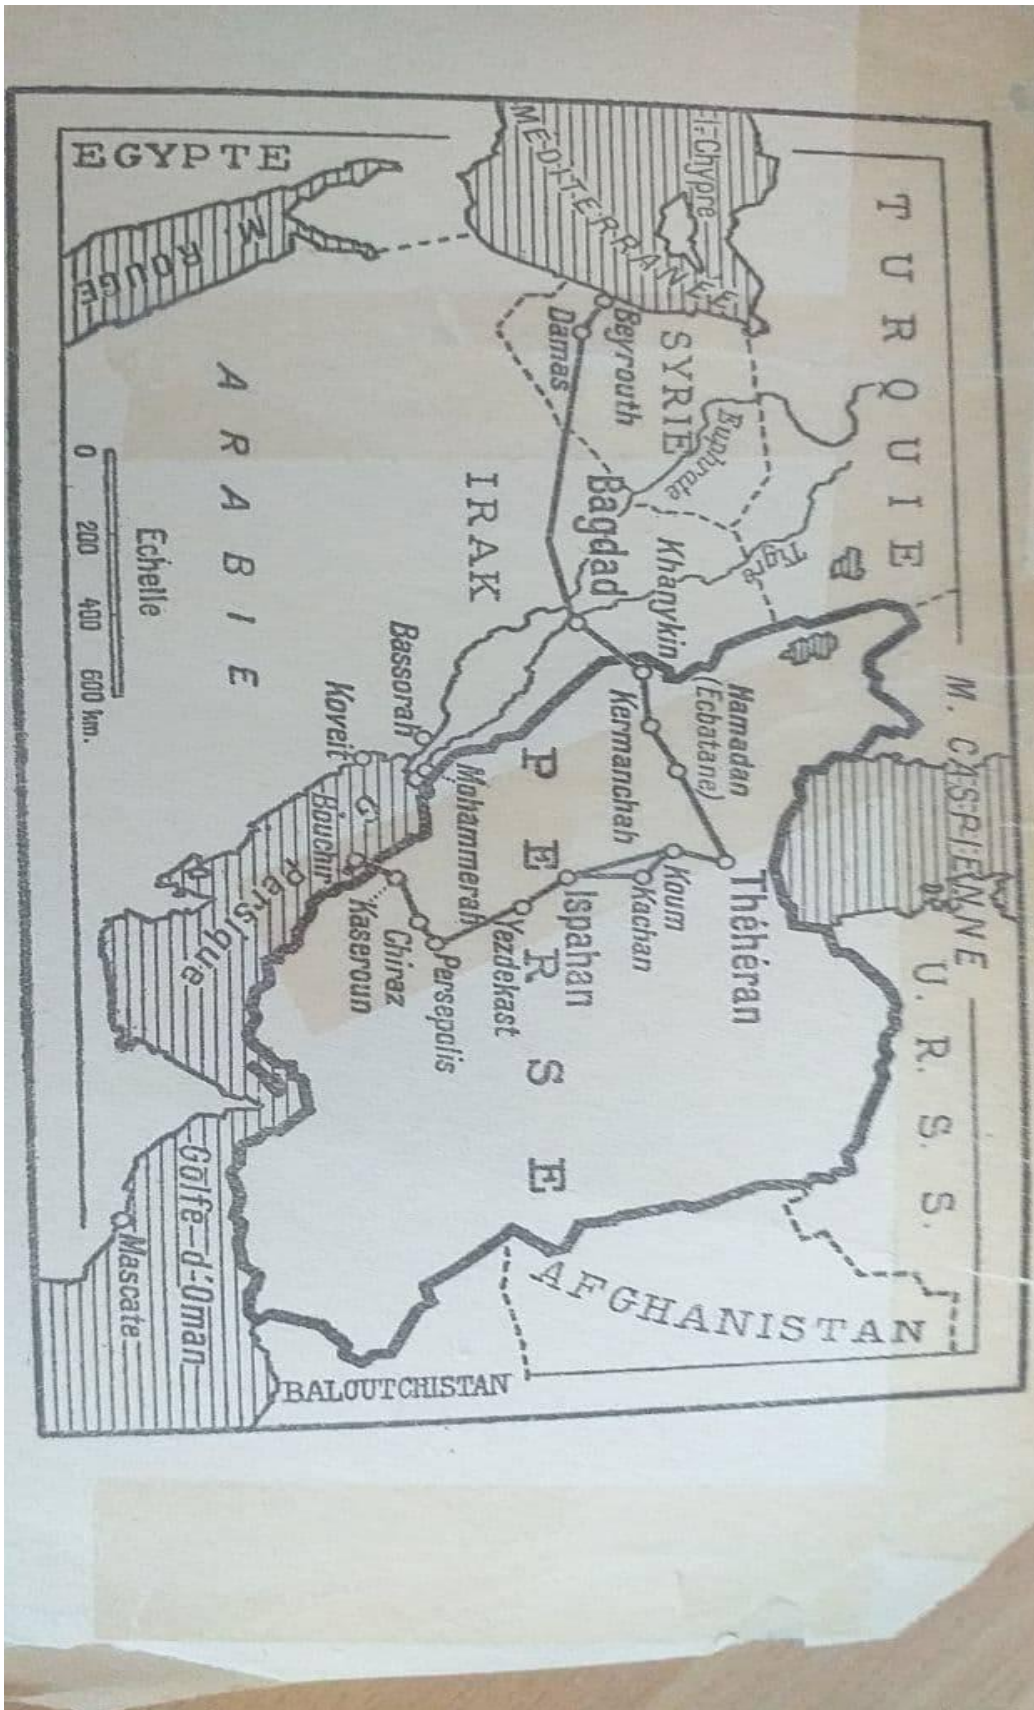 TURQUIE
M. CASPIENNE
U. R. S. S.
I. Chypre
MÉDITERRANÉE
SYRIE
Euphrate
Tigre
Beyrouth
Damas
Bagdad
Khanykin
Hamadan
(Ecbatane)
Kermanchah
Théhéran
Koum
Kachan
Ispahan
Yezdekast
Persepolis
Chiraz
Kaseroun
Bouchir
Mohammerah
Bassorah
Koveit
IRAK
PERSE
AFGHANISTAN
BALOUTCHISTAN
EGYPTE
M. ROUGE
ARABIE
G. Persique
Golfe d'Oman
Mascate
Echelle
0 200 400 600 km.